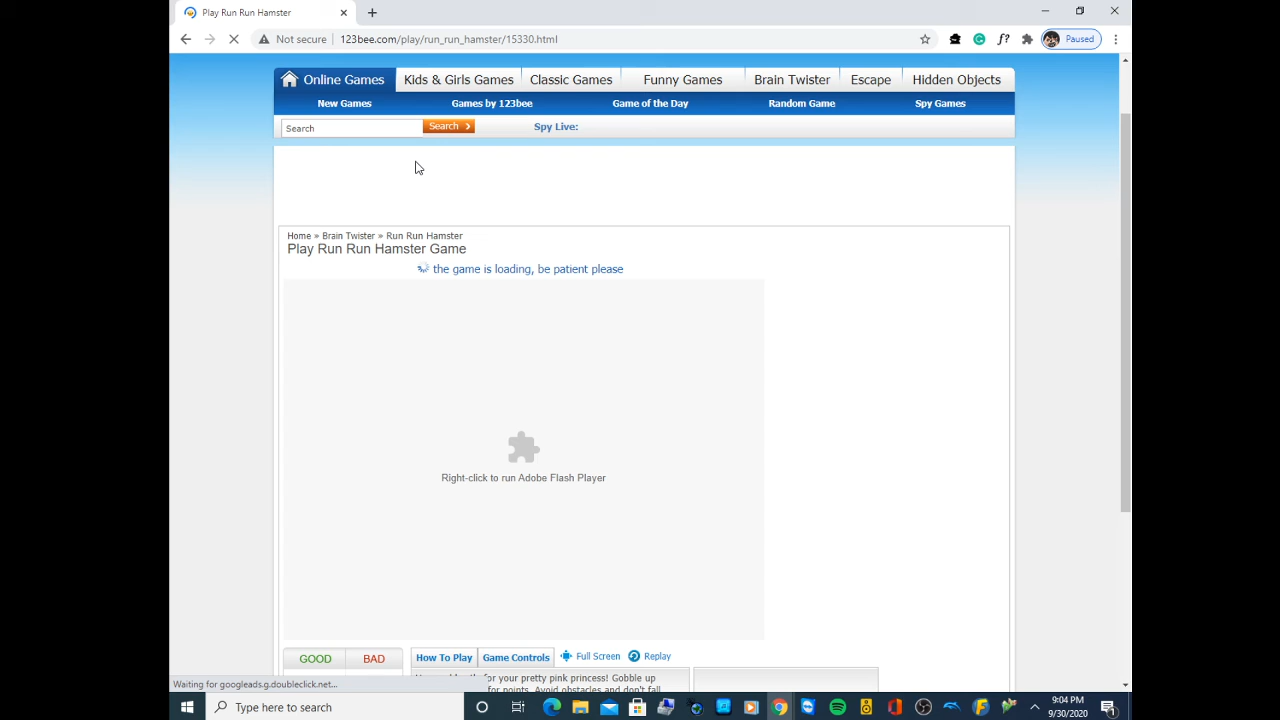 Play Run Run Hamster
Not secure
123bee.com/play/run_run_hamster/15330.html
f?
Paused
Online Games
Kids & Girls Games
Classic Games
Funny Games
Brain Twister
Escape
Hidden Objects
New Games
Games by 123bee
Game of the Day
Random Game
Spy Games
Search
Search
Spy Live:
Home » Brain Twister » Run Run Hamster
Play Run Run Hamster Game
the game is loading, be patient please
Right-click to run Adobe Flash Player
GOOD
BAD
How To Play
Game Controls
Full Screen
Replay
for your pretty pink princess! Gobble up
for points. Avoid obstacles and don't fall
Waiting for googleads.g.doubleclick.net...
Type here to search
9:04 PM
9/30/2020
1